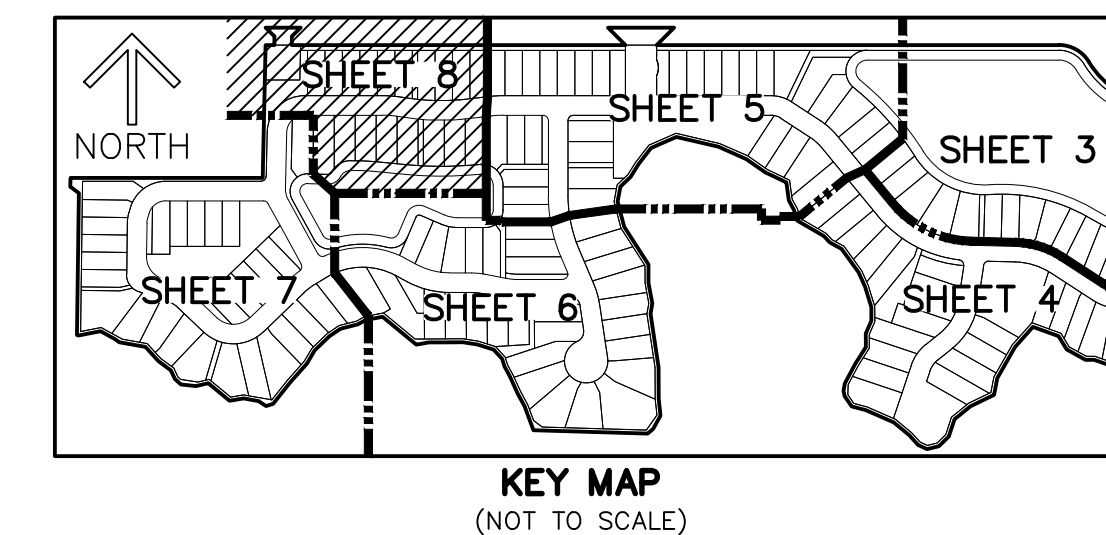 SHEET 8
SHEET 5
NORTH
SHEET 3
SHEET 7
SHEET 6
SHEET 4
KEY MAP
(NOT TO SCALE)